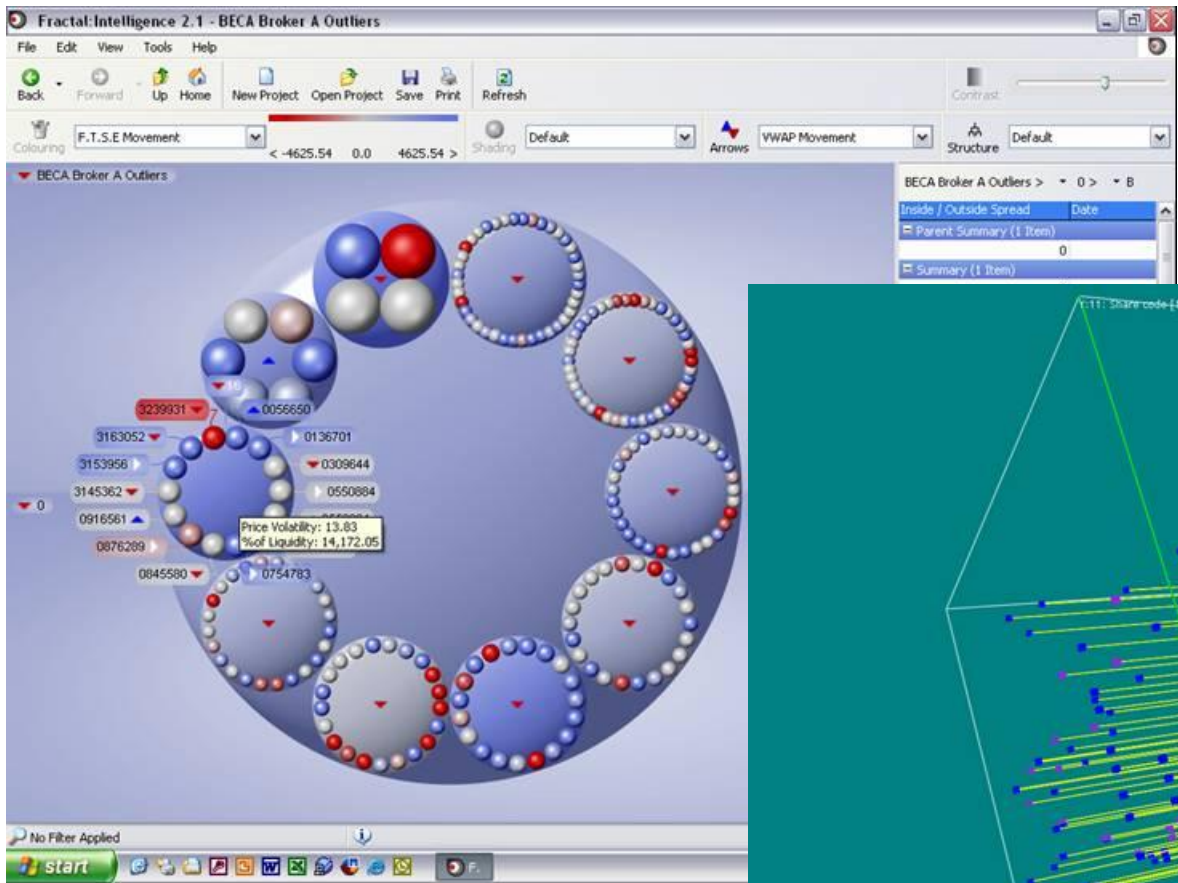 Fractal:Intelligence 2.1 - BECA Broker A Outliers
File Edit View Tools Help
Back Forward Up Home New Project Open Project Save Print Refresh Contrast
Colouring F.T.S.E Movement < -4625.54 0.0 4625.54 > Shading Default Arrows VWAP Movement Structure Default
BECA Broker A Outliers
BECA Broker A Outliers > 0 > B
Inside / Outside Spread Date
Parent Summary (1 Item)
0
Summary (1 Item)
Y:11: Share code
3239931 0056650
3163052 0136701
3153956 0309644
3145362 0550884
0
0916561
Price Volatility: 13.83
%of Liquidity: 14,172.05
0876289
0845580 0754783
No Filter Applied
start F.